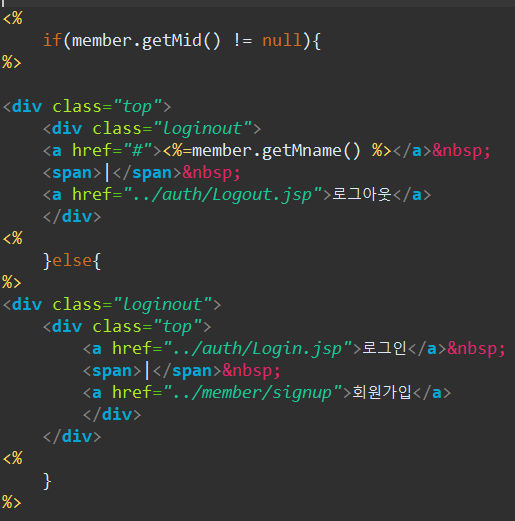 <%
if(member.getMid() != null){
%>
<div class="top">
<div class="loginout">
<a href="#"><%=member.getMname() %></a>&nbsp;
<span>|</span>&nbsp;
<a href="../auth/Logout.jsp">로그아웃</a>
</div>
<%
}else{
%>
<div class="loginout">
<div class="top">
<a href="../auth/Login.jsp">로그인</a>&nbsp;
<span>|</span>&nbsp;
<a href="../member/signup">회원가입</a>
</div>
</div>
<%
}
%>